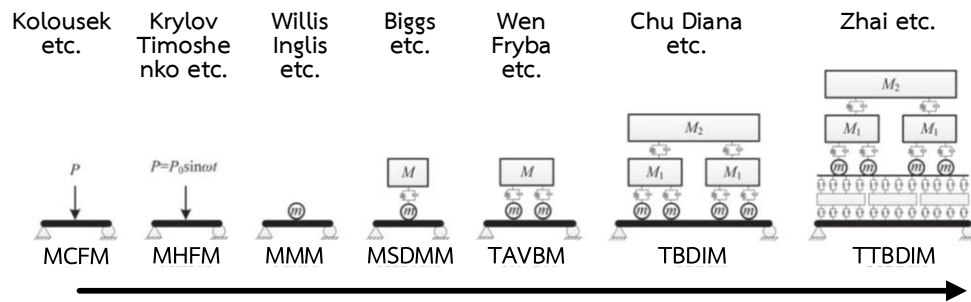 Kolousek
etc.
Krylov
Timoshe
nko etc.
Willis
Inglis
etc.
Biggs
etc.
Wen
Fryba
etc.
Chu Diana
etc.
Zhai etc.
P
P=P₀sinωt
m
M
m
M
m m
M₂
M₁ M₁
m m m m
M₂
M₁ M₁
m m m m
MCFM MHFM MMM MSDMM TAVBM TBDIM TTBDIM